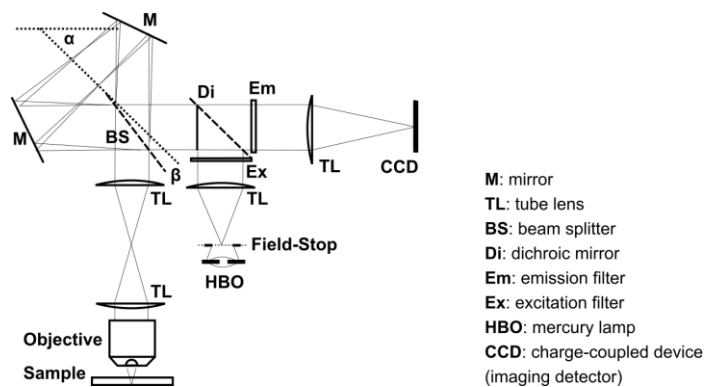 M
α
Di
Em
M
BS
Ex
TL
CCD
β
TL
TL
Field-Stop
HBO
TL
Objective
Sample
M: mirror
TL: tube lens
BS: beam splitter
Di: dichroic mirror
Em: emission filter
Ex: excitation filter
HBO: mercury lamp
CCD: charge-coupled device
(imaging detector)